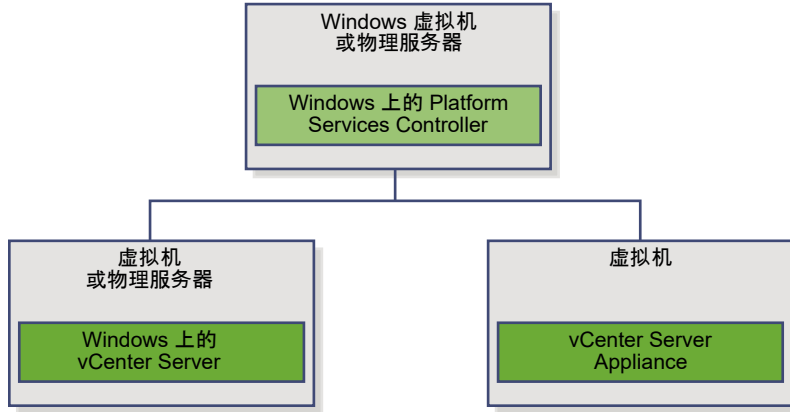 Windows 虚拟机
或物理服务器
Windows 上的 Platform
Services Controller
虚拟机
或物理服务器
Windows 上的
vCenter Server
虚拟机
vCenter Server
Appliance